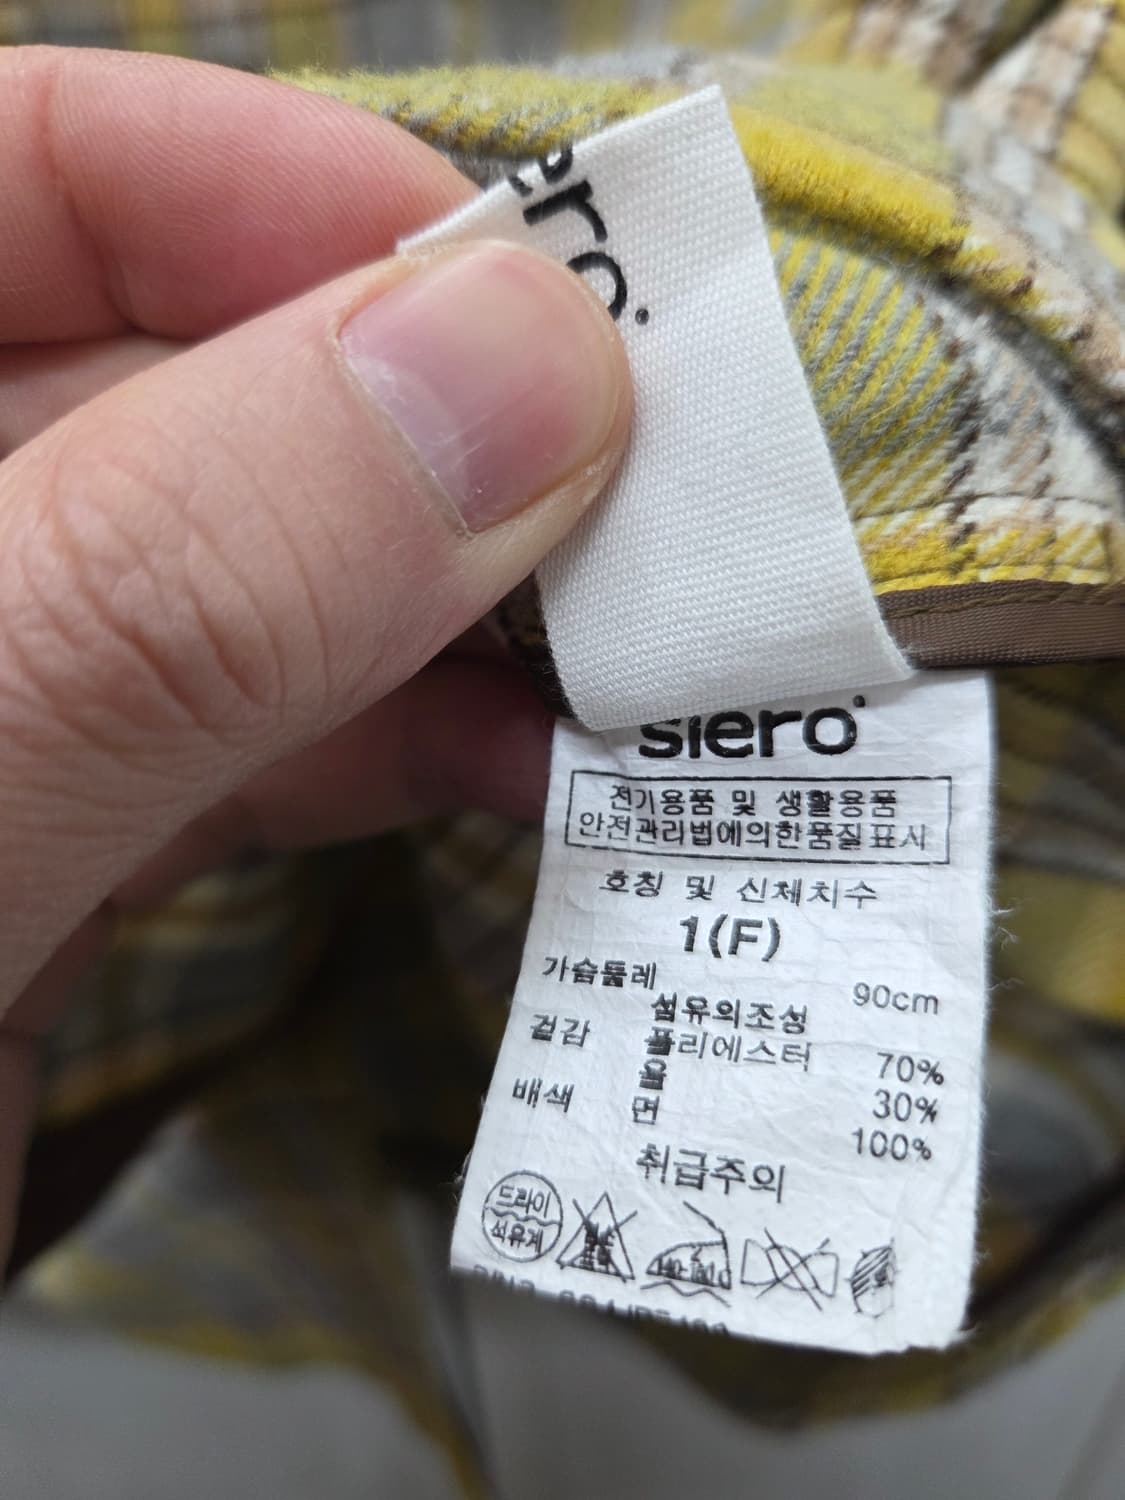 ero
siero
전기용품 및 생활용품
안전관리법에의한품질표시
호칭 및 신체치수
1(F)
가슴둘레 90cm
섬유의조성
겉감 폴리에스터 70%
울 30%
배색 면 100%
취급주의
드라이
석유계